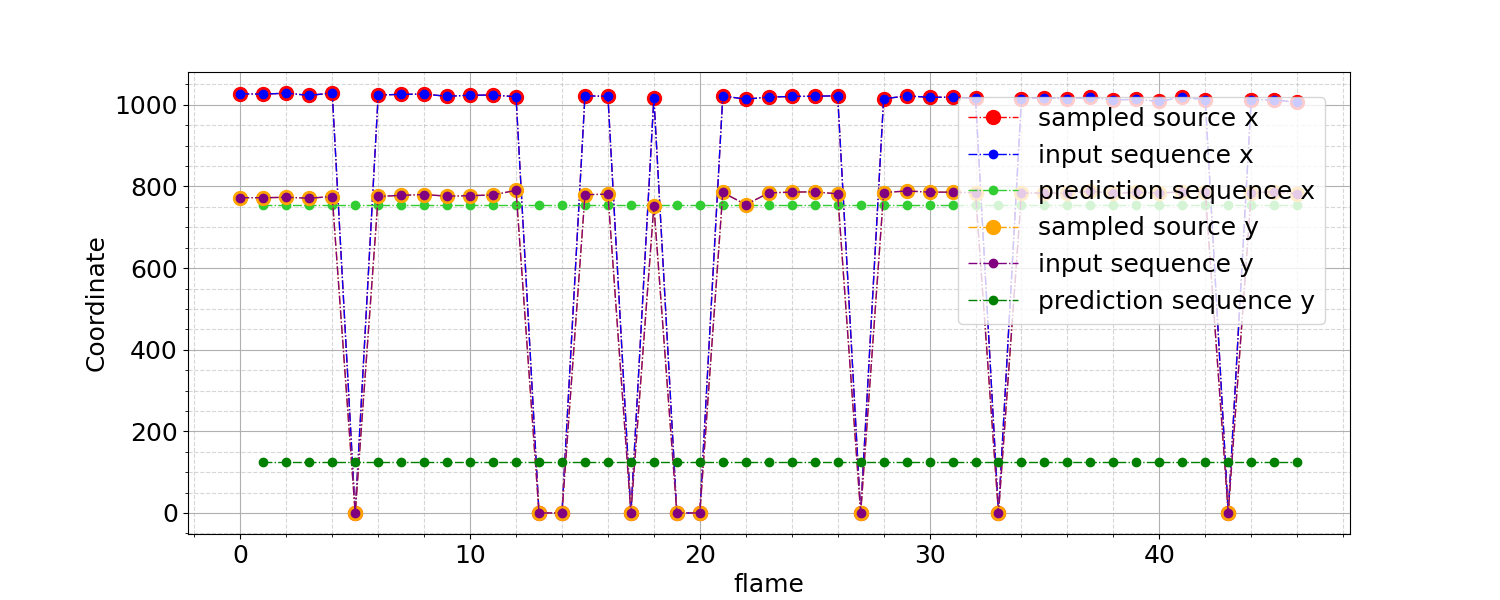 1000
800
600
400
200
0
Coordinate
sampled source x
input sequence x
prediction sequence x
sampled source y
input sequence y
prediction sequence y
0 10 20 30 40
flame